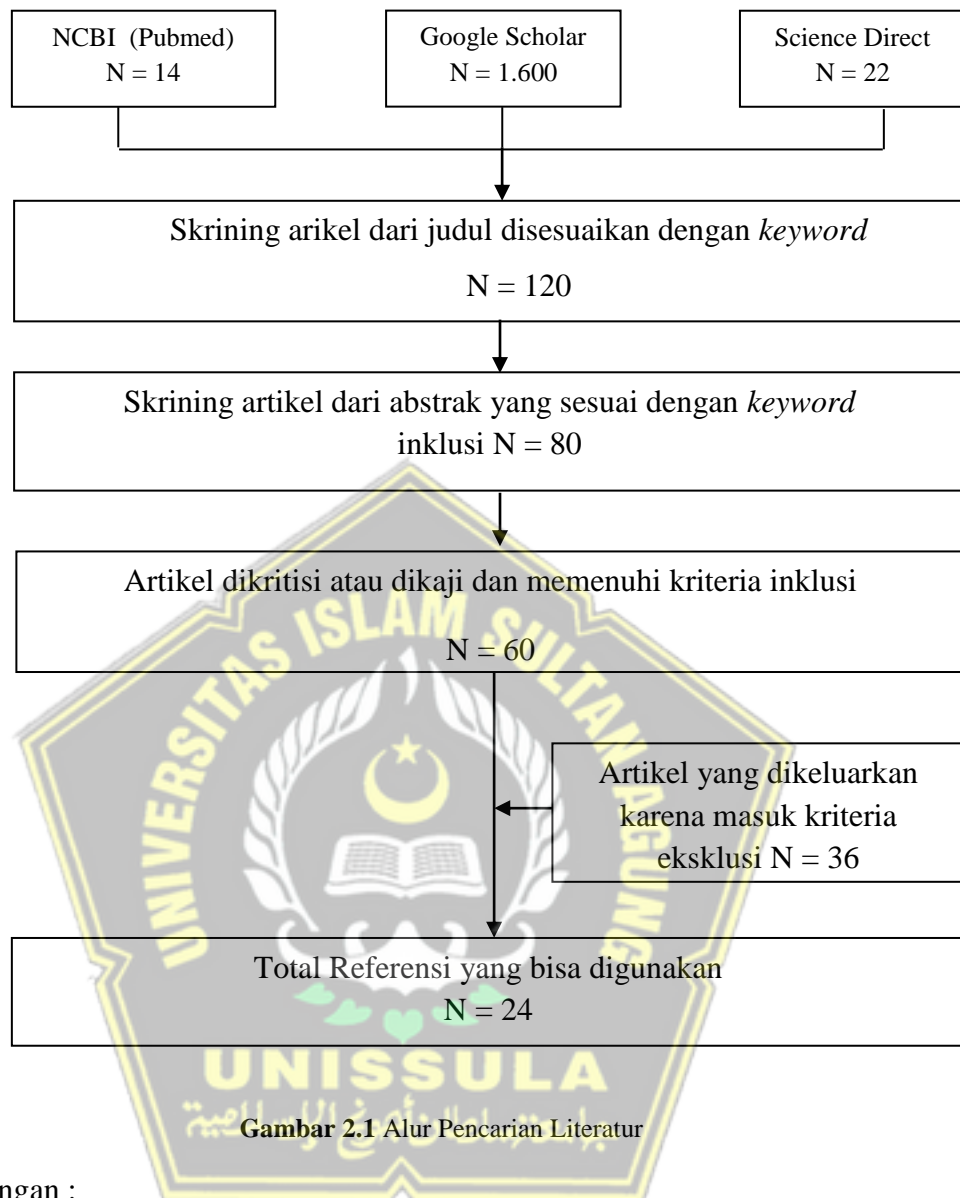 NCBI (Pubmed)
N = 14
Google Scholar
N = 1.600
Science Direct
N = 22
Skrining arikel dari judul disesuaikan dengan keyword
N = 120
Skrining artikel dari abstrak yang sesuai dengan keyword
inklusi N = 80
Artikel dikritisi atau dikaji dan memenuhi kriteria inklusi
N = 60
Artikel yang dikeluarkan
karena masuk kriteria
eksklusi N = 36
Total Referensi yang bisa digunakan
N = 24
UNIVERSITAS ISLAM SULTAN AGUNG
UNISSULA
Gambar 2.1 Alur Pencarian Literatur
ngan :